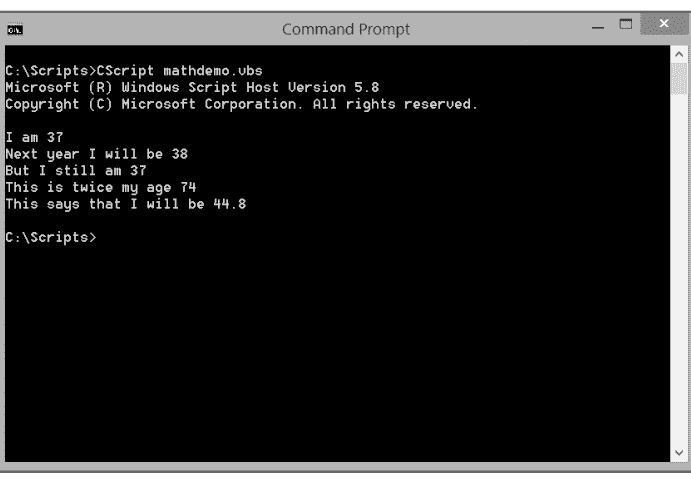 Command Prompt
C:\Scripts>CScript mathdemo.vbs
Microsoft (R) Windows Script Host Version 5.8
Copyright (C) Microsoft Corporation. All rights reserved.
I am 37
Next year I will be 38
But I still am 37
This is twice my age 74
This says that I will be 44.8
C:\Scripts>